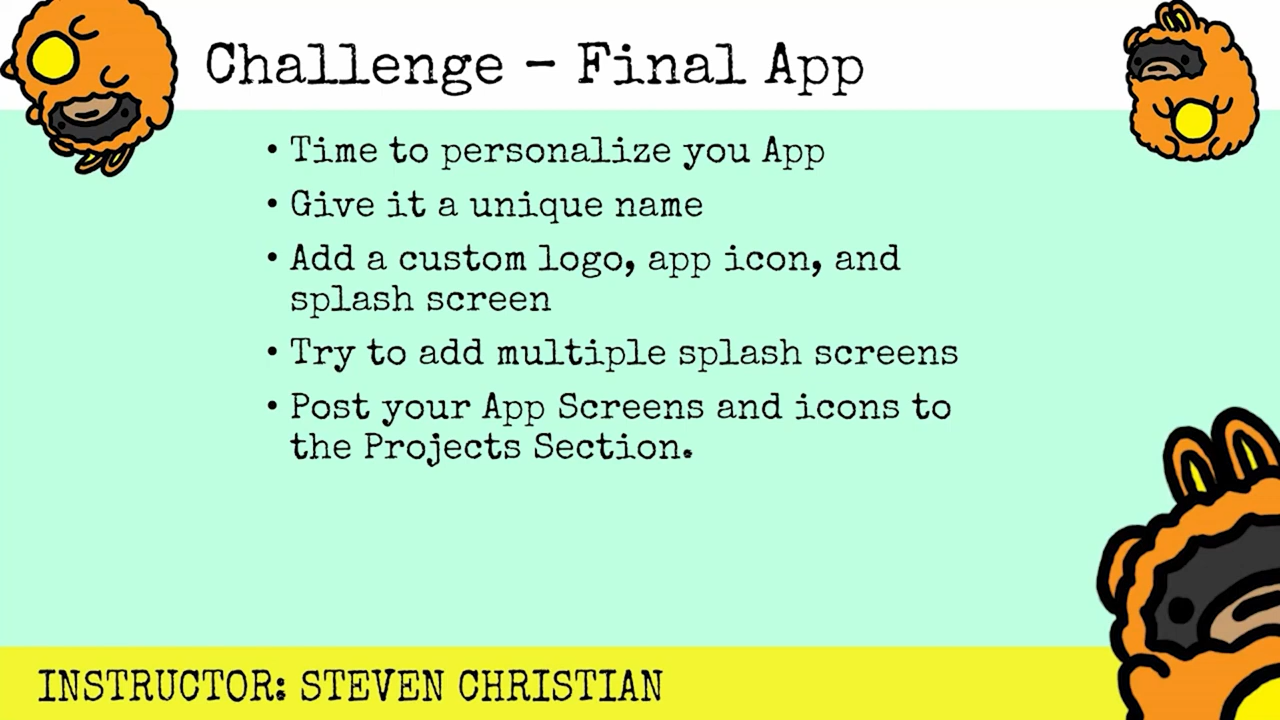 Challenge – Final App
• Time to personalize you App
• Give it a unique name
• Add a custom logo, app icon, and
splash screen
• Try to add multiple splash screens
• Post your App Screens and icons to
the Projects Section.
INSTRUCTOR: STEVEN CHRISTIAN